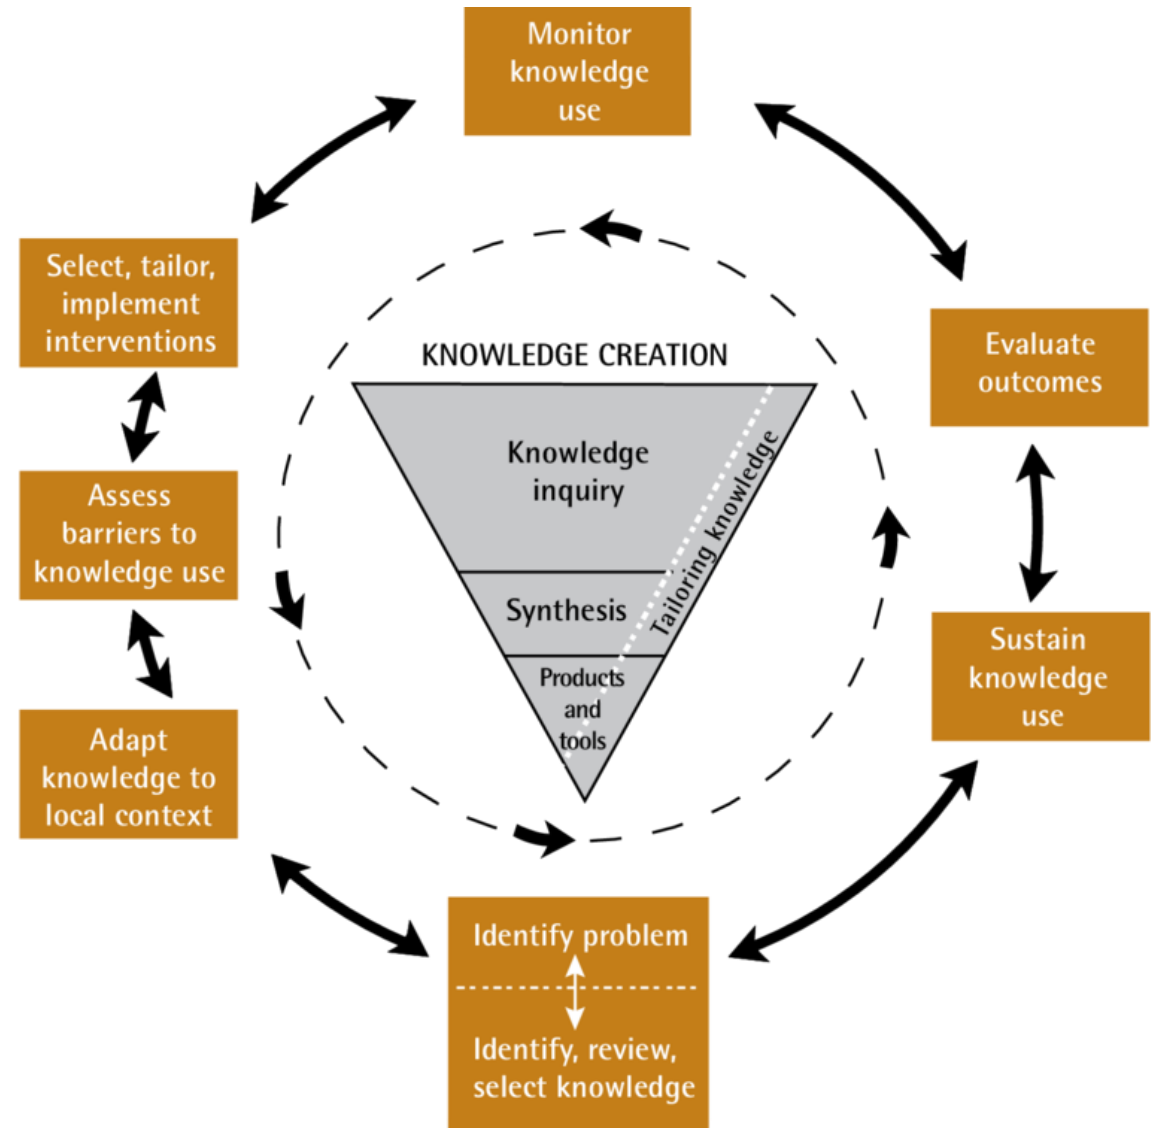 Monitor
knowledge
use
Select, tailor,
implement
interventions
Evaluate
outcomes
KNOWLEDGE CREATION
Knowledge
inquiry
Tailoring knowledge
Assess
barriers to
knowledge use
Synthesis
Sustain
knowledge
use
Products
and
tools
Adapt
knowledge to
local context
Identify problem
Identify, review,
select knowledge